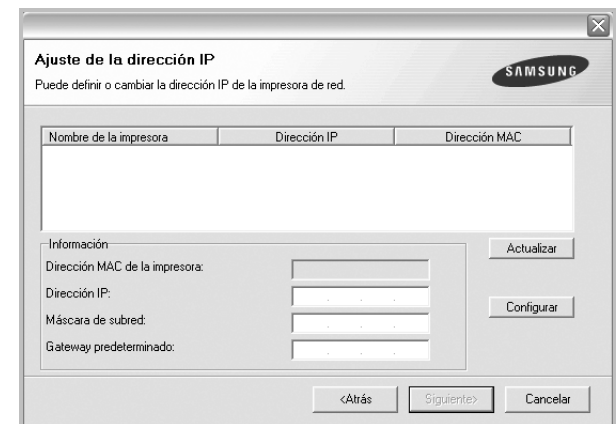 Ajuste de la dirección IP
Puede definir o cambiar la dirección IP de la impresora de red.
SAMSUNG
Nombre de la impresora Dirección IP Dirección MAC
Información
Actualizar
Dirección MAC de la impresora:
Dirección IP:
Configurar
Máscara de subred:
Gateway predeterminado:
<Atrás Siguiente> Cancelar